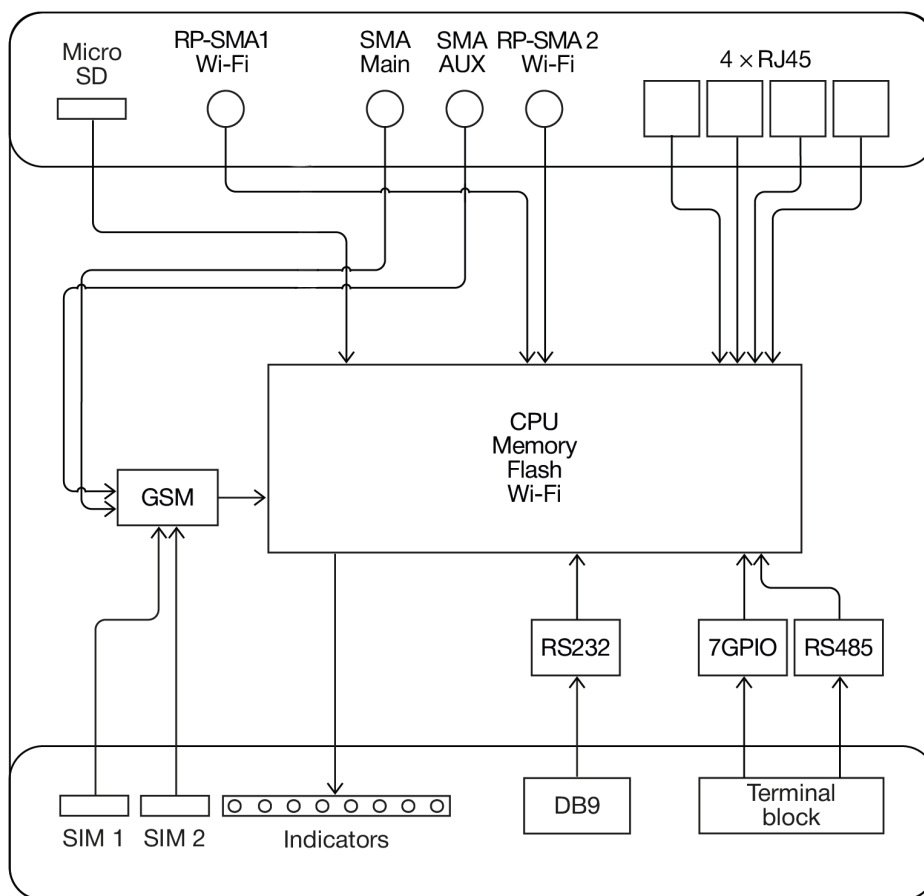 Micro
SD
RP-SMA1
Wi-Fi
SMA
Main
SMA
AUX
RP-SMA 2
Wi-Fi
4 × RJ45
CPU
Memory
Flash
Wi-Fi
GSM
RS232
7GPIO
RS485
SIM 1
SIM 2
Indicators
DB9
Terminal
block